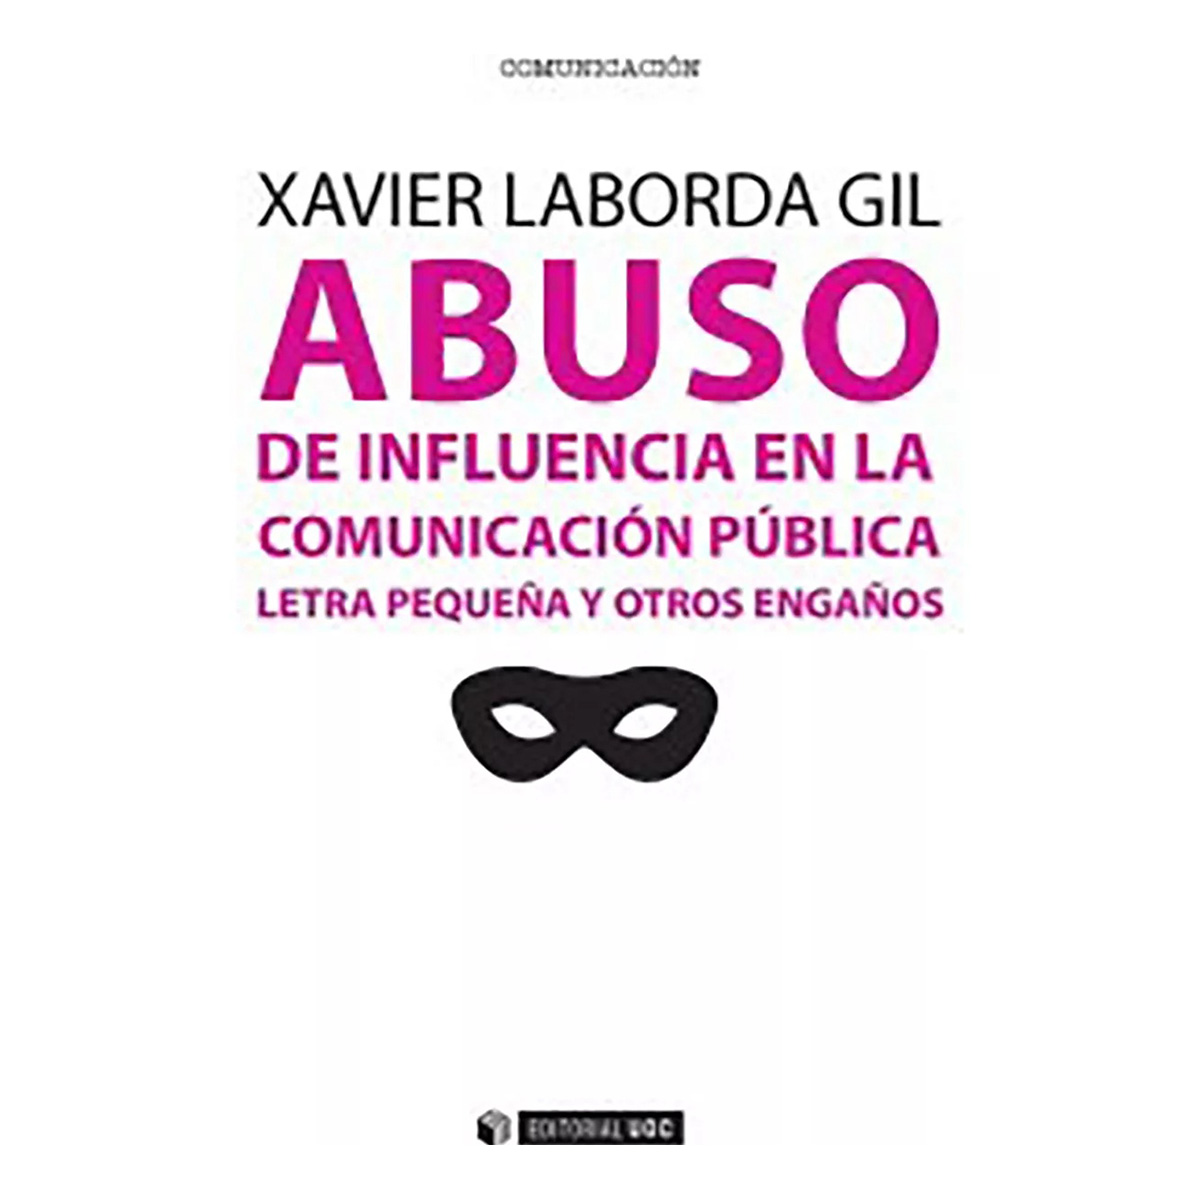 COMUNICACIÓN
XAVIER LABORDA GIL
ABUSO
DE INFLUENCIA EN LA
COMUNICACIÓN PÚBLICA
LETRA PEQUEÑA Y OTROS ENGAÑOS
EDITORIAL UOC